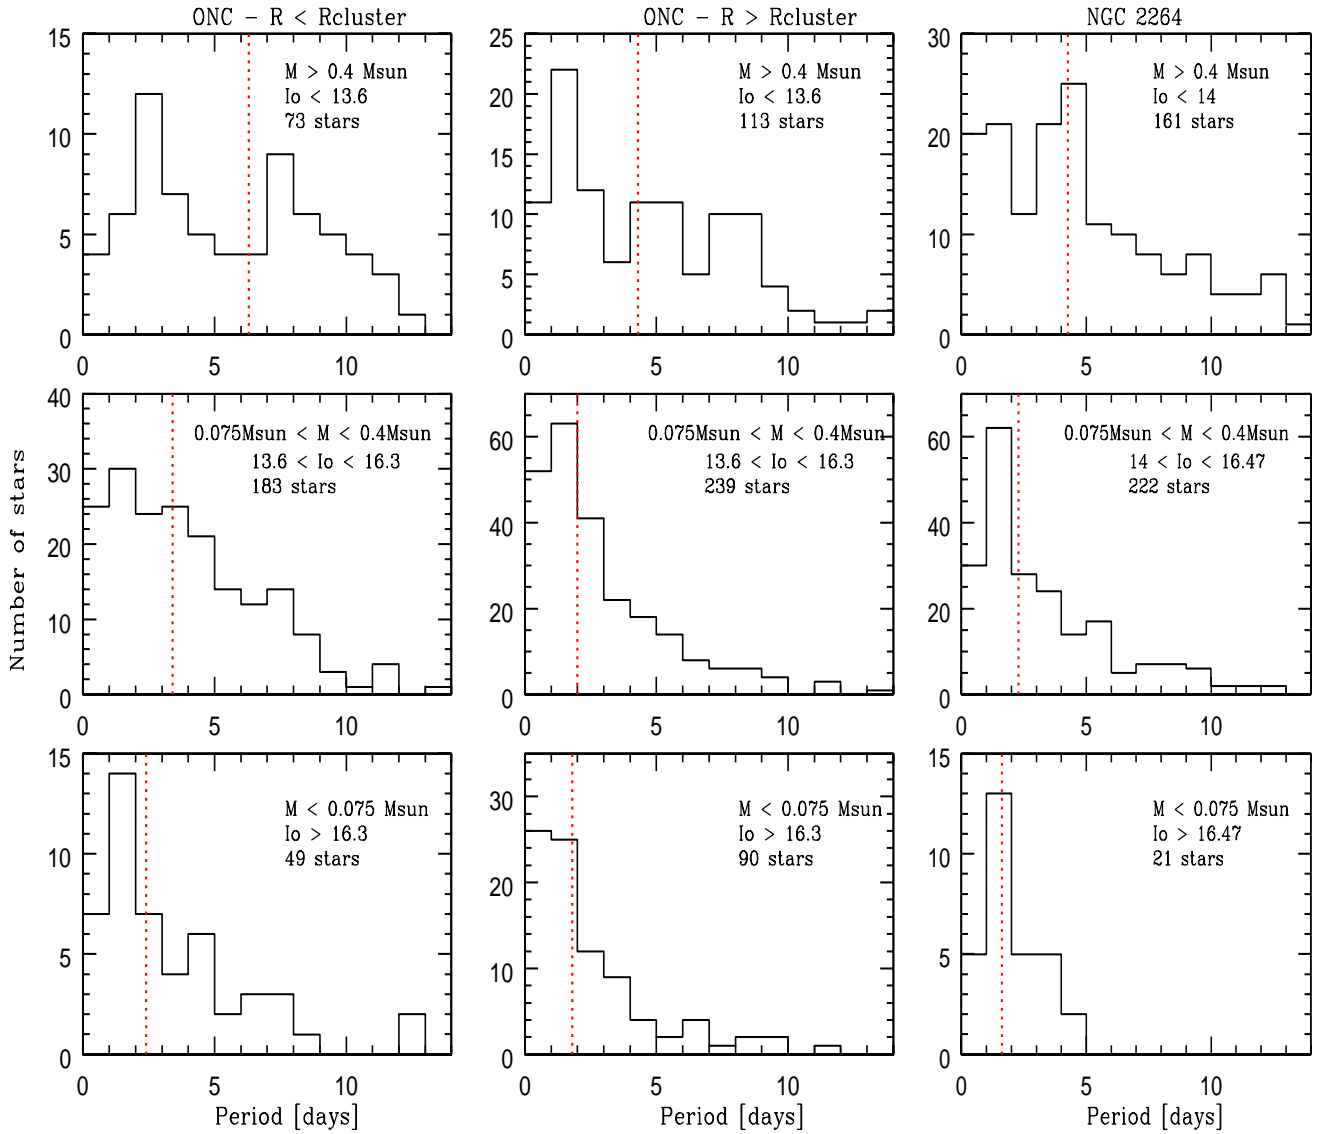 ONC - R < Rcluster
ONC - R > Rcluster
NGC 2264
15
10
5
0
M > 0.4 Msun
Io < 13.6
73 stars
0 5 10
25
20
15
10
5
0
M > 0.4 Msun
Io < 13.6
113 stars
0 5 10
30
20
10
0
M > 0.4 Msun
Io < 14
161 stars
0 5 10
Number of stars
40
30
20
10
0
0.075Msun < M < 0.4Msun
13.6 < Io < 16.3
183 stars
0 5 10
60
40
20
0
0.075Msun < M < 0.4Msun
13.6 < Io < 16.3
239 stars
0 5 10
60
40
20
0
0.075Msun < M < 0.4Msun
14 < Io < 16.47
222 stars
0 5 10
15
10
5
0
M < 0.075 Msun
Io > 16.3
49 stars
0 5 10
Period [days]
30
20
10
0
M < 0.075 Msun
Io > 16.3
90 stars
0 5 10
Period [days]
15
10
5
0
M < 0.075 Msun
Io > 16.47
21 stars
0 5 10
Period [days]